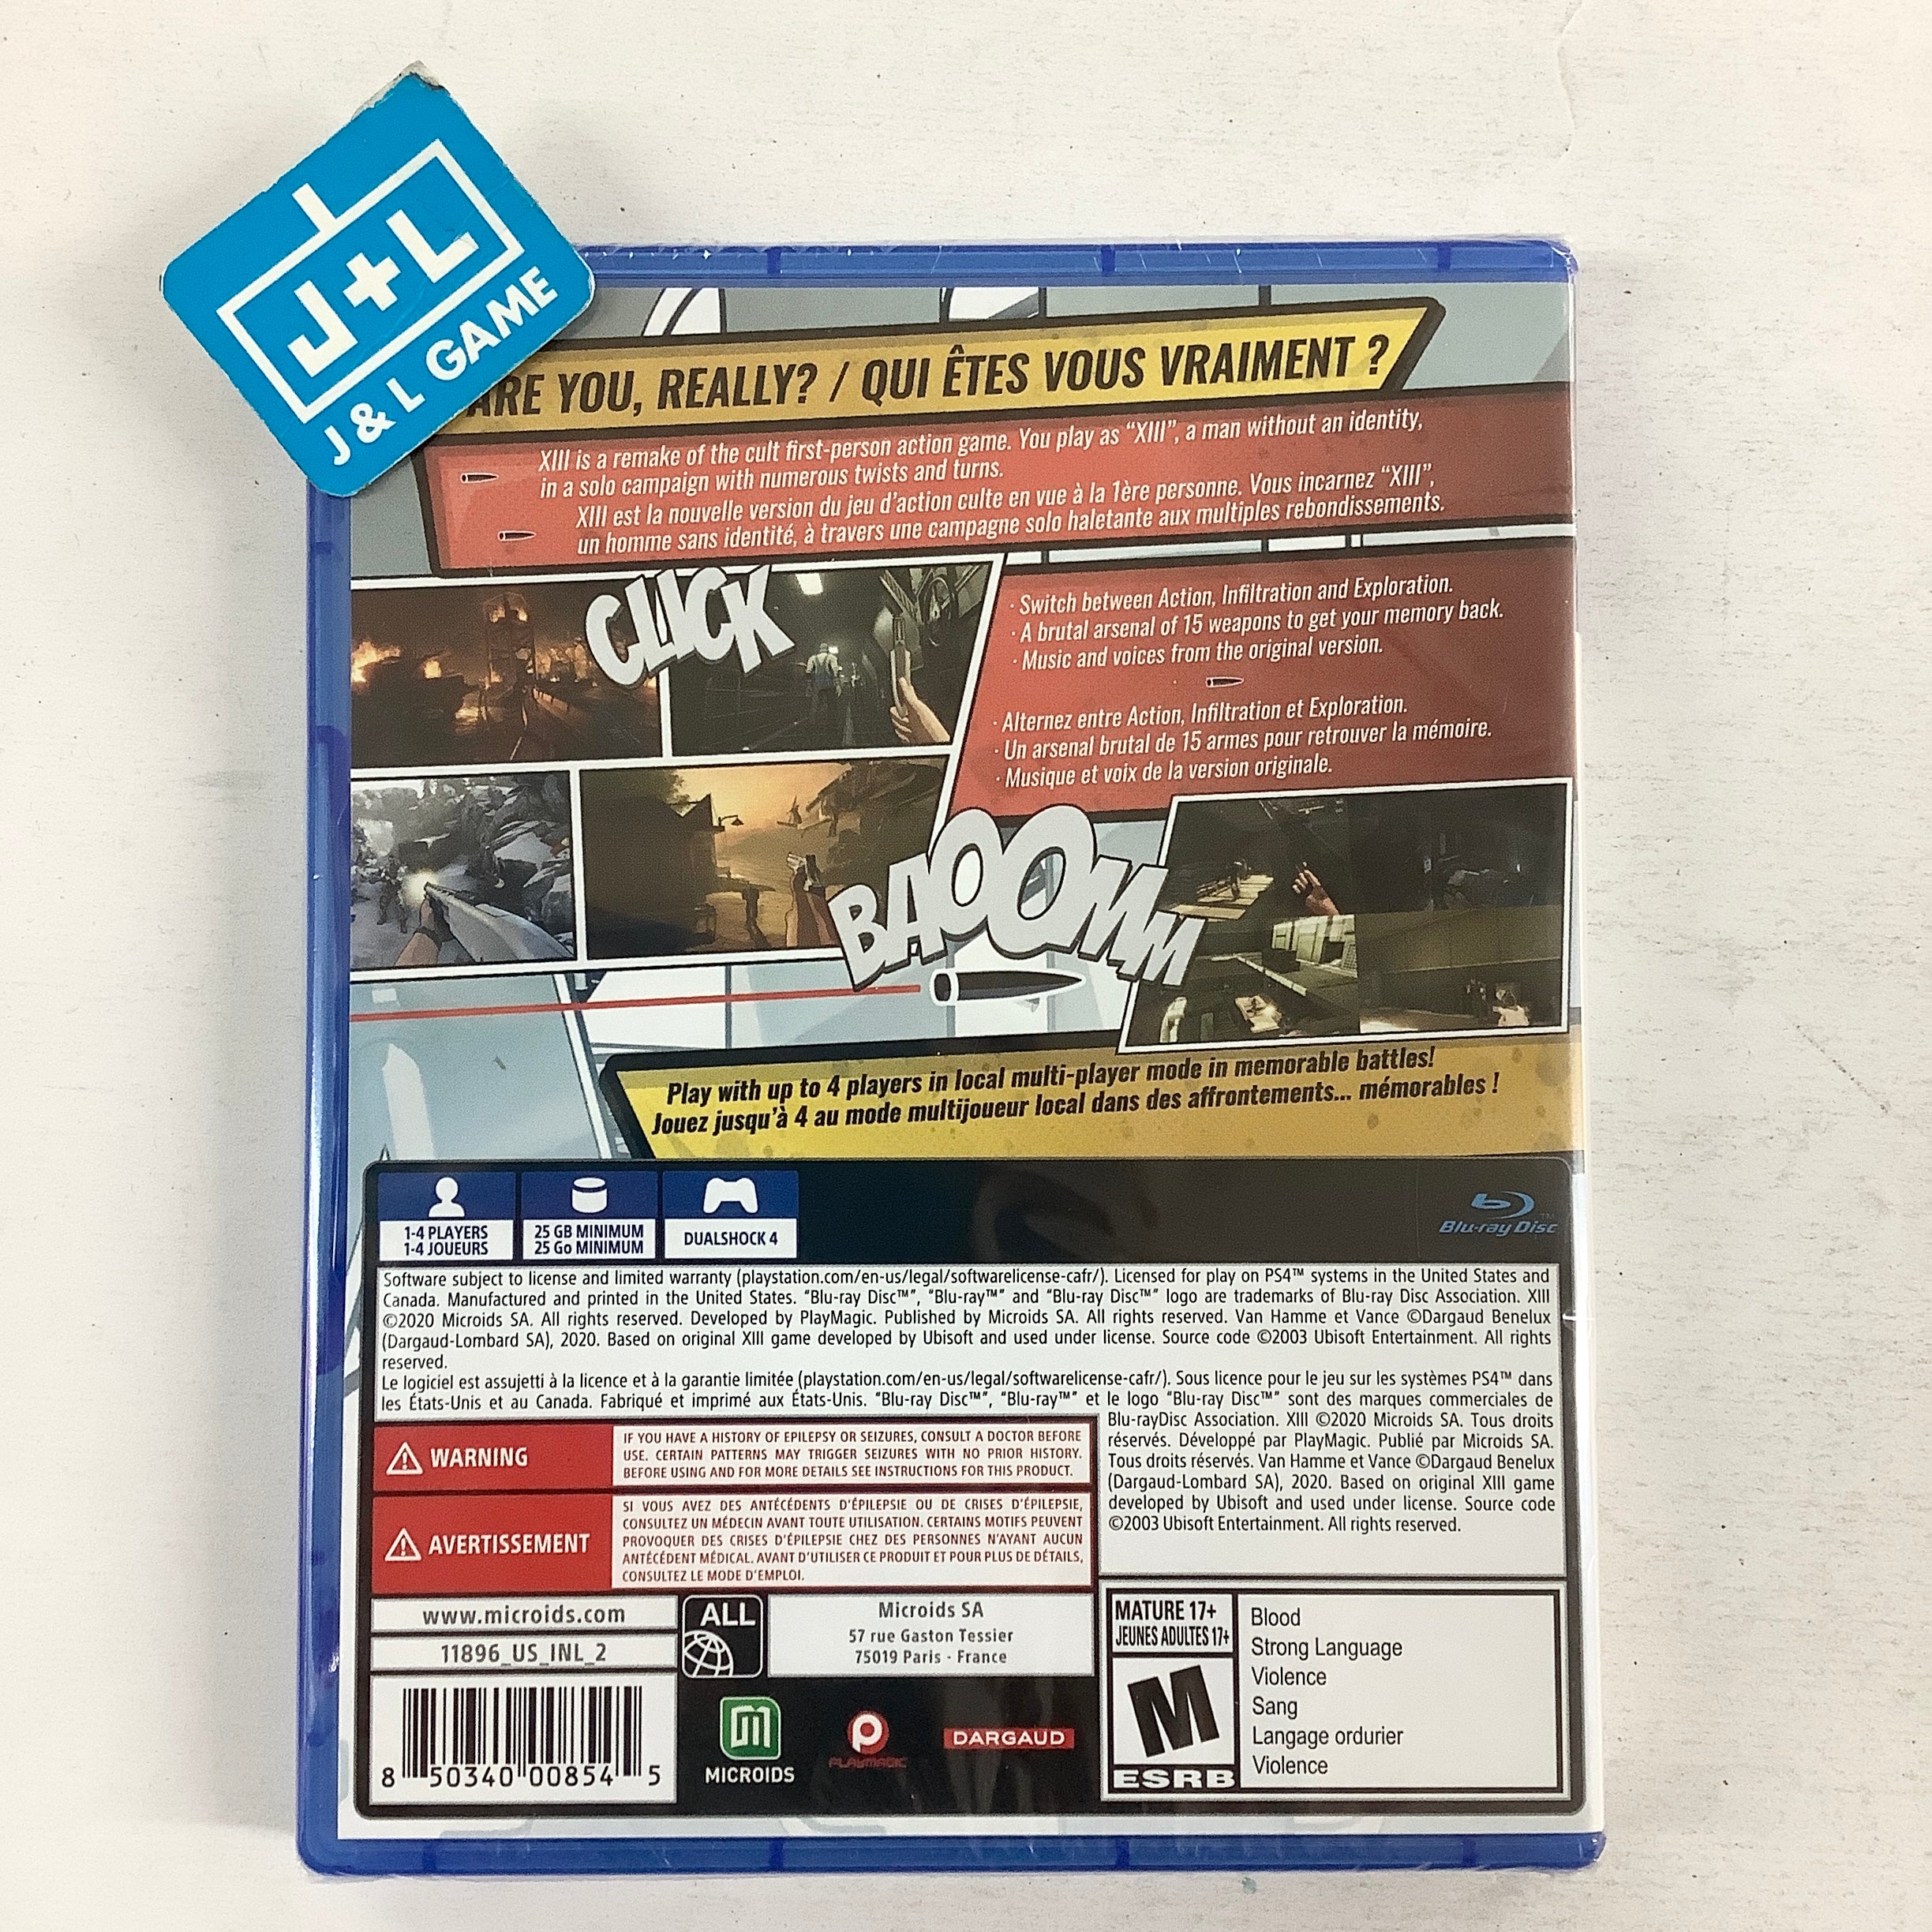 J+L
J & L GAME
ARE YOU, REALLY? / QUI ÊTES VOUS VRAIMENT ?
XIII is a remake of the cult first-person action game. You play as “XIII”, a man without an identity,
in a solo campaign with numerous twists and turns.
XIII est la nouvelle version du jeu d’action culte en vue à la 1ère personne. Vous incarnez “XIII”,
un homme sans identité, à travers une campagne solo haletante aux multiples rebondissements.
CLICK
· Switch between Action, Infiltration and Exploration.
· A brutal arsenal of 15 weapons to get your memory back.
· Music and voices from the original version.
· Alternez entre Action, Infiltration et Exploration.
· Un arsenal brutal de 15 armes pour retrouver la mémoire.
· Musique et voix de la version originale.
BAOOMMM
Play with up to 4 players in local multi-player mode in memorable battles!
Jouez jusqu’à 4 au mode multijoueur local dans des affrontements... mémorables !
1-4 PLAYERS
1-4 JOUEURS
25 GB MINIMUM
25 Go MINIMUM
DUALSHOCK 4
Blu-ray Disc™
Software subject to license and limited warranty (playstation.com/en-us/legal/softwarelicense-cafr/). Licensed for play on PS4™ systems in the United States and
Canada. Manufactured and printed in the United States. “Blu-ray Disc™”, “Blu-ray™” and “Blu-ray Disc™” logo are trademarks of Blu-ray Disc Association. XIII
©2020 Microids SA. All rights reserved. Developed by PlayMagic. Published by Microids SA. All rights reserved. Van Hamme et Vance ©Dargaud Benelux
(Dargaud-Lombard SA), 2020. Based on original XIII game developed by Ubisoft and used under license. Source code ©2003 Ubisoft Entertainment. All rights
reserved.
Le logiciel est assujetti à la licence et à la garantie limitée (playstation.com/en-us/legal/softwarelicense-cafr/). Sous licence pour le jeu sur les systèmes PS4™ dans
les États-Unis et au Canada. Fabriqué et imprimé aux États-Unis. “Blu-ray Disc™”, “Blu-ray™” et le logo “Blu-ray Disc™” sont des marques commerciales de
Blu-rayDisc Association. XIII ©2020 Microids SA. Tous droits
réservés. Développé par PlayMagic. Publié par Microids SA.
Tous droits réservés. Van Hamme et Vance ©Dargaud Benelux
(Dargaud-Lombard SA), 2020. Based on original XIII game
developed by Ubisoft and used under license. Source code
©2003 Ubisoft Entertainment. All rights reserved.
WARNING
IF YOU HAVE A HISTORY OF EPILEPSY OR SEIZURES, CONSULT A DOCTOR BEFORE
USE. CERTAIN PATTERNS MAY TRIGGER SEIZURES WITH NO PRIOR HISTORY.
BEFORE USING AND FOR MORE DETAILS SEE INSTRUCTIONS FOR THIS PRODUCT.
AVERTISSEMENT
SI VOUS AVEZ DES ANTÉCÉDENTS D’ÉPILEPSIE OU DE CRISES D’ÉPILEPSIE,
CONSULTEZ UN MÉDECIN AVANT TOUTE UTILISATION. CERTAINS MOTIFS PEUVENT
PROVOQUER DES CRISES D’ÉPILEPSIE CHEZ DES PERSONNES N’AYANT AUCUN
ANTÉCÉDENT MÉDICAL. AVANT D’UTILISER CE PRODUIT ET POUR PLUS DE DÉTAILS,
CONSULTEZ LE MODE D’EMPLOI.
www.microids.com
11896_US_INL_2
ALL
Microids SA
57 rue Gaston Tessier
75019 Paris - France
8 50340 00854 5
MICROIDS
PLAYMAGIC
DARGAUD
MATURE 17+
JEUNES ADULTES 17+
M
ESRB
Blood
Strong Language
Violence
Sang
Langage ordurier
Violence